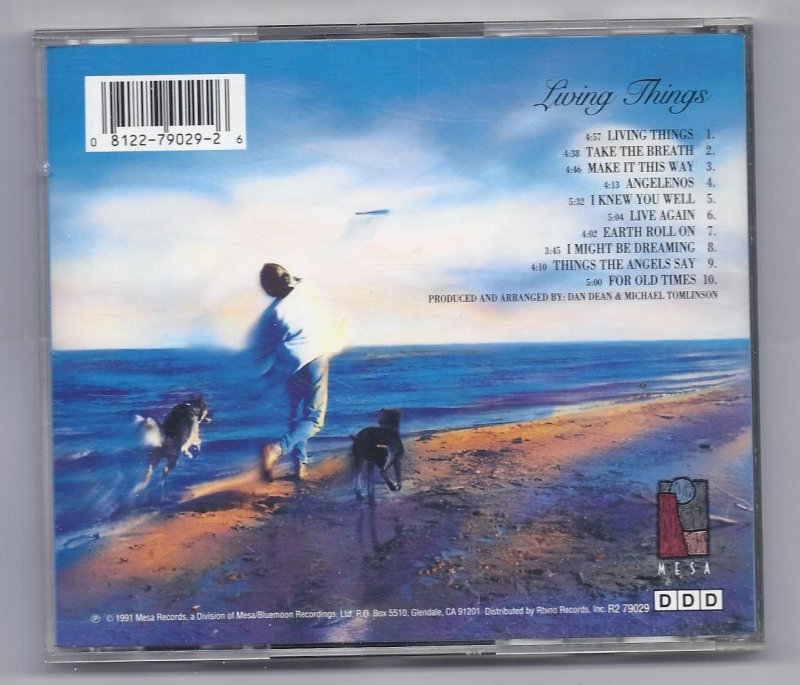 Living Things
0 8122-79029-2 6
4:57 LIVING THINGS 1.
4:38 TAKE THE BREATH 2.
4:46 MAKE IT THIS WAY 3.
4:13 ANGELENOS 4.
5:32 I KNEW YOU WELL 5.
5:04 LIVE AGAIN 6.
4:02 EARTH ROLL ON 7.
3:45 I MIGHT BE DREAMING 8.
4:10 THINGS THE ANGELS SAY 9.
5:00 FOR OLD TIMES 10.
PRODUCED AND ARRANGED BY: DAN DEAN & MICHAEL TOMLINSON
MESA
DDD
℗ © 1991 Mesa Records, a Division of Mesa/Bluemoon Recordings, Ltd. P.O. Box 5510, Glendale, CA 91201 Distributed by Rhino Records, Inc. R2 79029